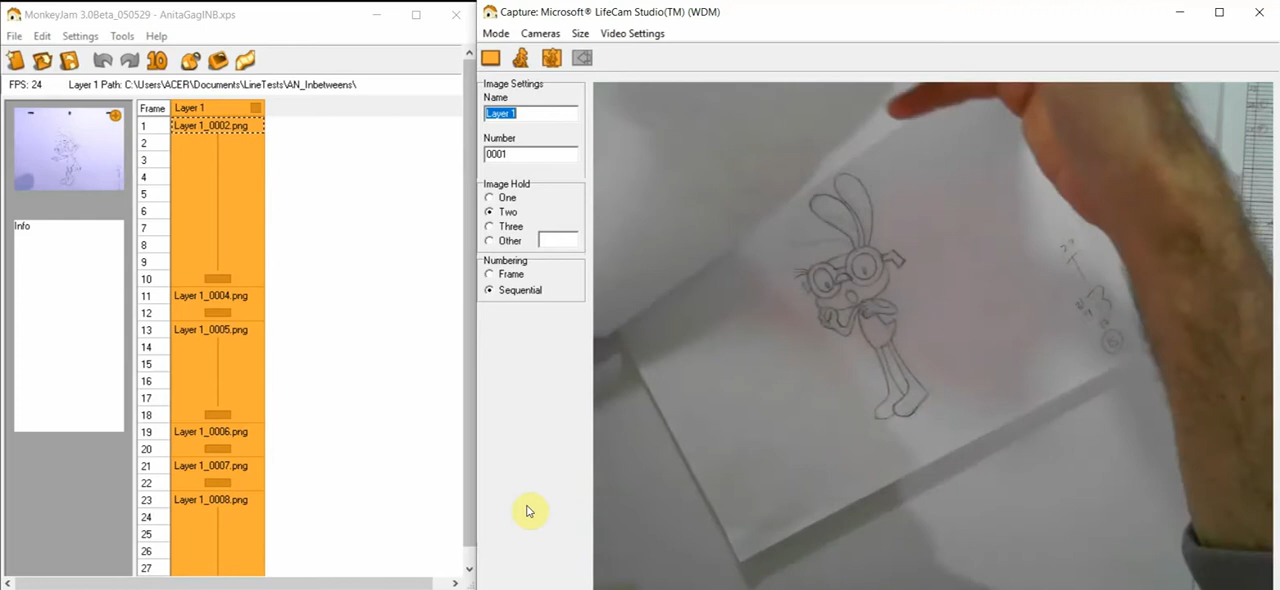 MonkeyJam 3.0Beta_050529 - AnitaGagINB.xps
File Edit Settings Tools Help
10
FPS: 24 Layer 1 Path: C:\Users\ACER\Documents\LineTests\AN_Inbetweens\
Info
Frame Layer 1
1 Layer 1_0002.png
2
3
4
5
6
7
8
9
10
11 Layer 1_0004.png
12
13 Layer 1_0005.png
14
15
16
17
18
19 Layer 1_0006.png
20
21 Layer 1_0007.png
22
23 Layer 1_0008.png
24
25
26
27
Capture: Microsoft® LifeCam Studio(TM) (WDM)
Mode Cameras Size Video Settings
Image Settings
Name
Layer 1
Number
0001
Image Hold
One
Two
Three
Other
Numbering
Frame
Sequential